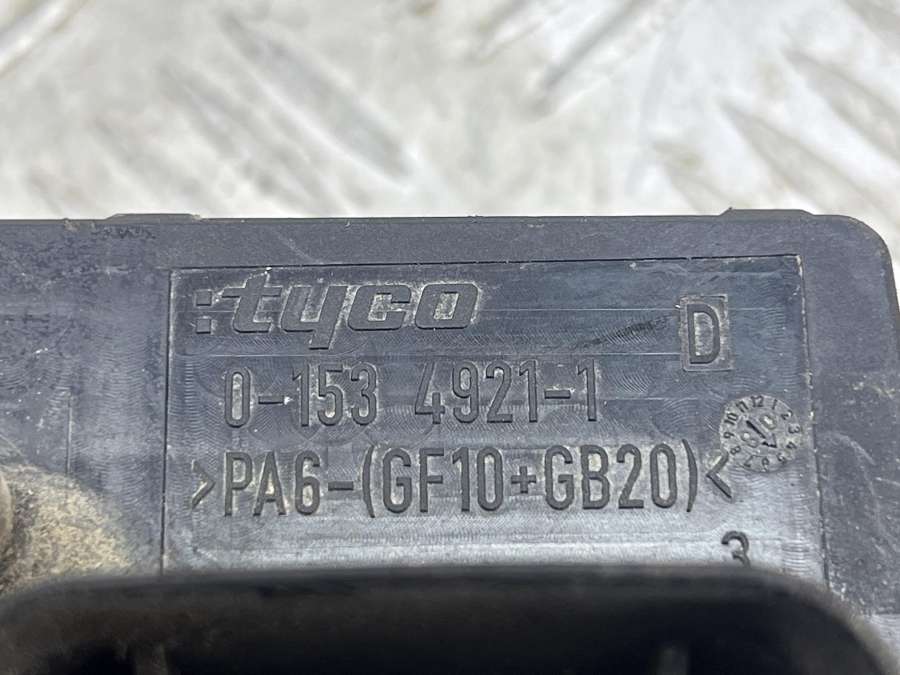 :tyco
D
0-153 4921-1
>PA6-(GF10+GB20)<
3